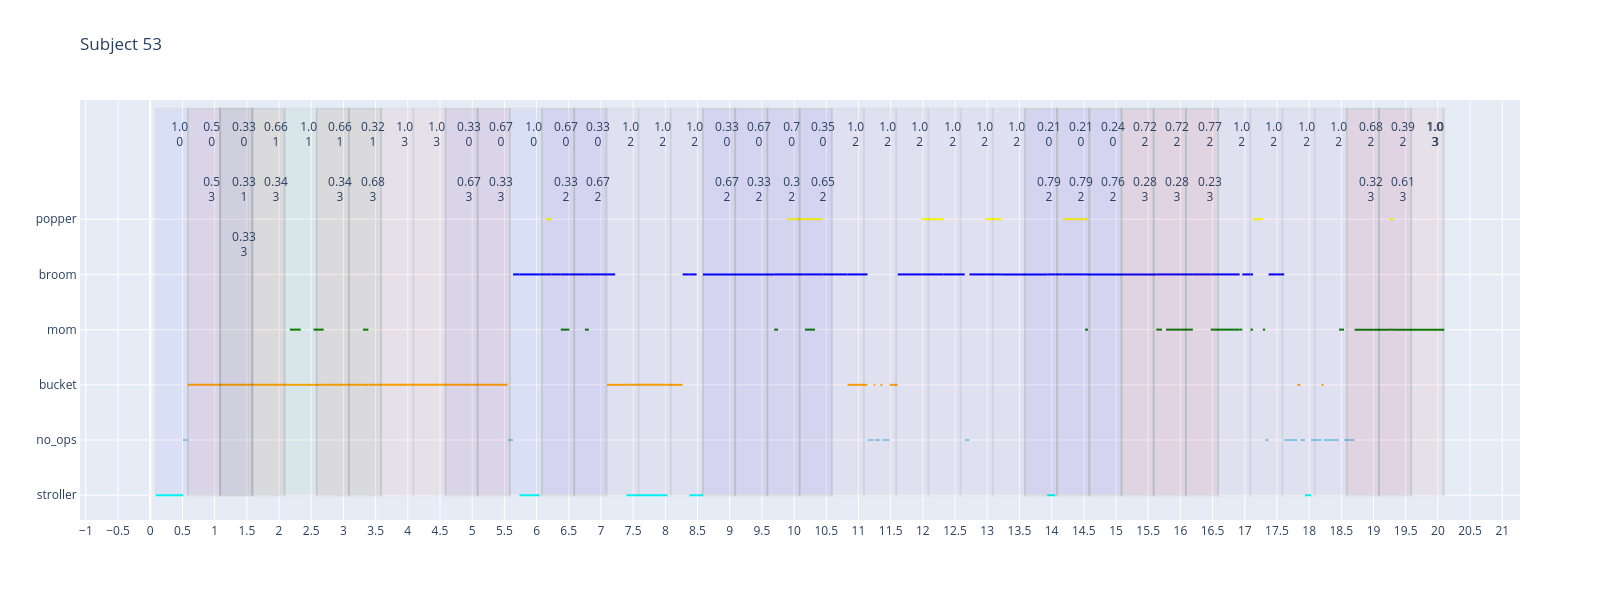 Subject 53
1.0 0.5 0.33 0.66 1.0 0.66 0.32 1.0 1.0 0.33 0.67 1.0 0.67 0.33 1.0 1.0 1.0 0.33 0.67 0.7 0.35 1.0 1.0 1.0 1.0 1.0 1.0 0.21 0.21 0.24 0.72 0.72 0.77 1.0 1.0 1.0 1.0 0.68 0.39 1.0
0 0 0 1 1 1 1 3 3 0 0 0 0 0 2 2 2 0 0 0 0 2 2 2 2 2 2 0 0 0 2 2 2 2 2 2 2 2 2 3
0.5 0.33 0.34 0.34 0.68 0.67 0.33 0.33 0.67 0.67 0.33 0.3 0.65 0.79 0.79 0.76 0.28 0.28 0.23 0.32 0.61
3 1 3 3 3 3 3 2 2 2 2 2 2 2 2 2 3 3 3 3 3
popper
0.33
3
broom
mom
bucket
no_ops
stroller
−1 −0.5 0 0.5 1 1.5 2 2.5 3 3.5 4 4.5 5 5.5 6 6.5 7 7.5 8 8.5 9 9.5 10 10.5 11 11.5 12 12.5 13 13.5 14 14.5 15 15.5 16 16.5 17 17.5 18 18.5 19 19.5 20 20.5 21